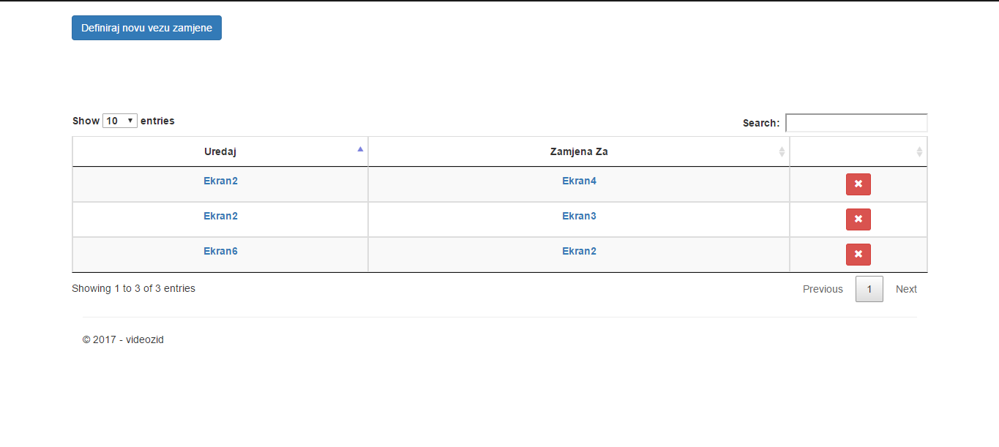 Definiraj novu vezu zamjene
Show 10 entries
Search:
Uredaj Zamjena Za
Ekran2 Ekran4
Ekran2 Ekran3
Ekran6 Ekran2
Showing 1 to 3 of 3 entries
Previous 1 Next
© 2017 - videozid